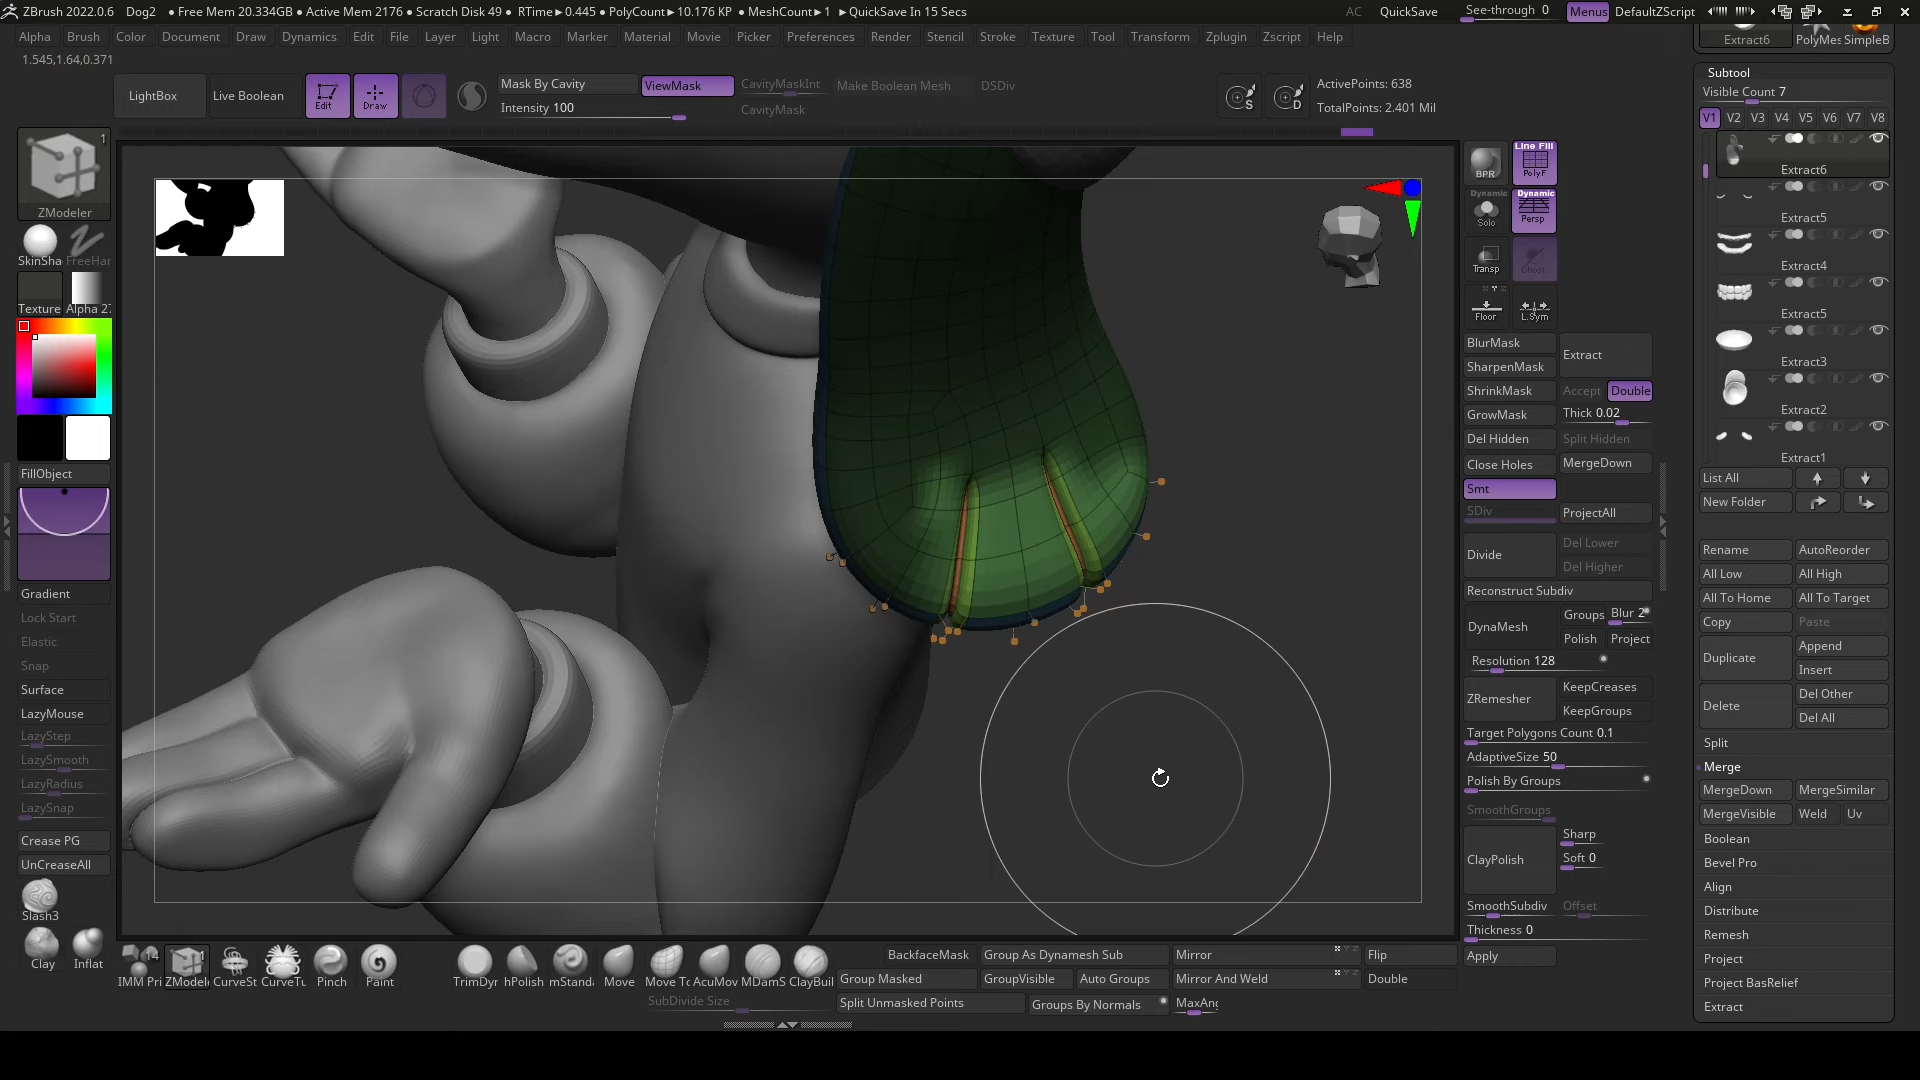 ZBrush 2022.0.6 Dog2 ● Free Mem 20.334GB ● Active Mem 2176 ● Scratch Disk 49 ● RTime►0.445 ● PolyCount►10.176 KP ● MeshCount►1 ►QuickSave In 15 Secs AC QuickSave See-through 0 Menus DefaultZScript
Alpha Brush Color Document Draw Dynamics Edit File Layer Light Macro Marker Material Movie Picker Preferences Render Stencil Stroke Texture Tool Transform Zplugin Zscript Help
1.545,1.64,0.371
LightBox Live Boolean Edit Draw
Mask By Cavity ViewMask CavityMaskInt Make Boolean Mesh DSDiv
Intensity 100 CavityMask
S D
ActivePoints: 638
TotalPoints: 2.401 Mil
1
ZModeler
SkinSha FreeHar
Texture Alpha 2
FillObject
Gradient
Lock Start
Elastic
Snap
Surface
LazyMouse
LazyStep
LazySmooth
LazyRadius
LazySnap
Crease PG
UnCreaseAll
Slash3
Clay Inflat
14 1
IMM Pri ZModele CurveSt CurveTu Pinch Paint TrimDyr hPolish mStand Move Move Tc AcuMov MDamS ClayBuil
SubDivide Size
BackfaceMask Group As Dynamesh Sub Mirror Flip
Group Masked GroupVisible Auto Groups Mirror And Weld Double
Split Unmasked Points Groups By Normals MaxAng
BPR Line Fill PolyF
Dynamic Solo Dynamic Persp
Transp Ghost
Floor L.Sym
BlurMask Extract
SharpenMask
ShrinkMask Accept Double
GrowMask Thick 0.02
Del Hidden Split Hidden
Close Holes MergeDown
Smt
SDiv ProjectAll
Divide Del Lower
Del Higher
Reconstruct Subdiv
DynaMesh Groups Blur 2
Polish Project
Resolution 128
ZRemesher KeepCreases
KeepGroups
Target Polygons Count 0.1
AdaptiveSize 50
Polish By Groups
SmoothGroups
ClayPolish Sharp
Soft 0
SmoothSubdiv Offset
Thickness 0
Apply
Extract6 PolyMes SimpleB
Subtool
Visible Count 7
V1 V2 V3 V4 V5 V6 V7 V8
Extract6
Extract5
Extract4
Extract5
Extract3
Extract2
Extract1
List All
New Folder
Rename AutoReorder
All Low All High
All To Home All To Target
Copy Paste
Duplicate Append
Insert
Delete Del Other
Del All
Split
Merge
MergeDown MergeSimilar
MergeVisible Weld Uv
Boolean
Bevel Pro
Align
Distribute
Remesh
Project
Project BasRelief
Extract